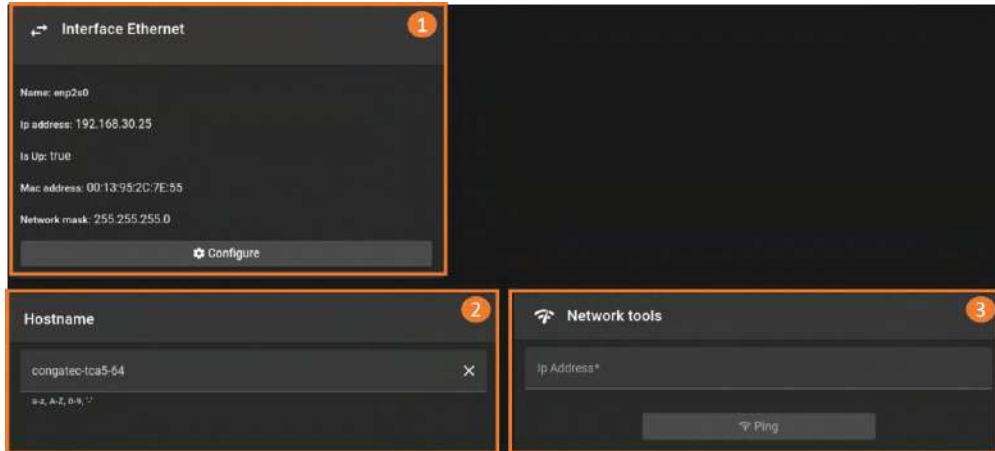 Interface Ethernet
1
Name: enp2s0
Ip address: 192.168.30.25
Is Up: true
Mac address: 00:13:95:2C:7E:55
Network mask: 255.255.255.0
Configure
Hostname
2
congatec-tca5-64
a-z, A-Z, 0-9, '-'
Network tools
3
Ip Address*
Ping